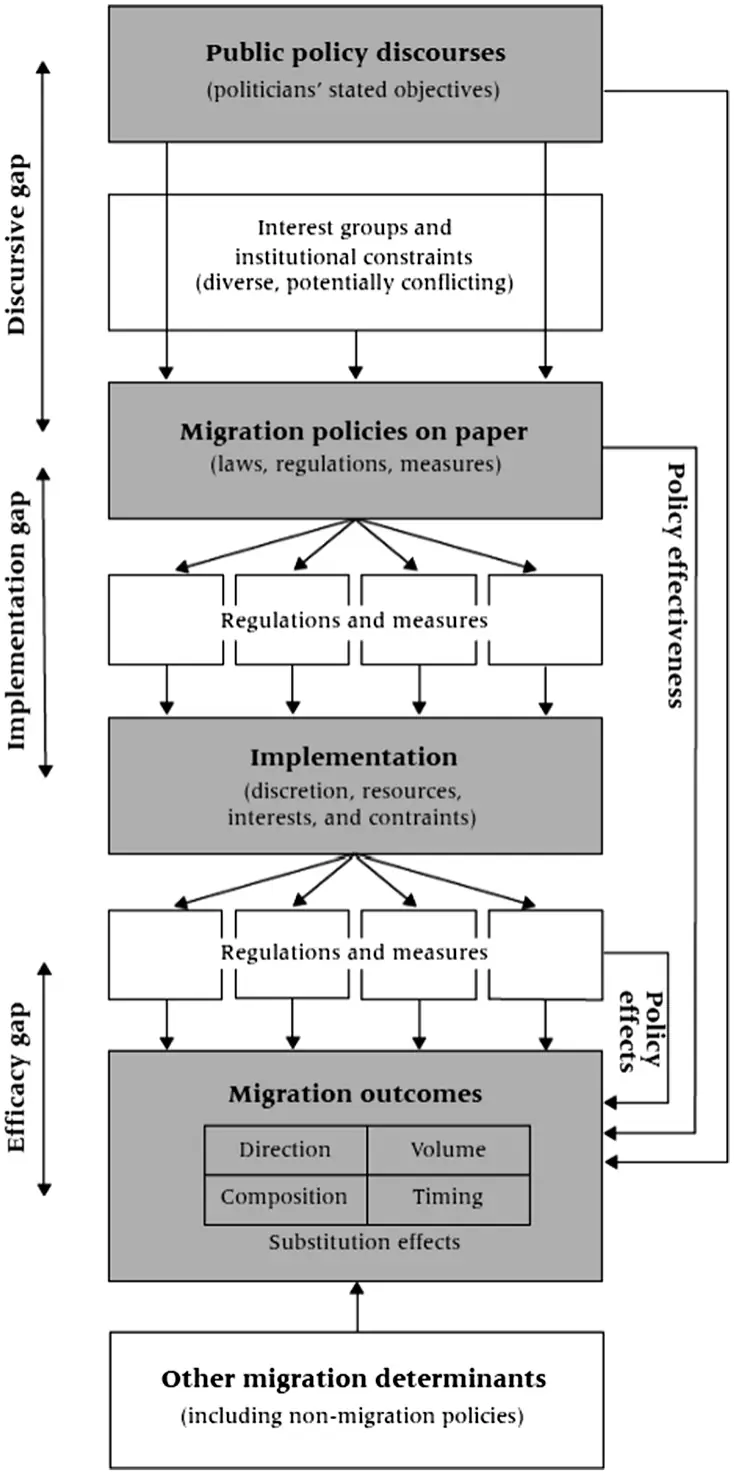 Public policy discourses
(politicians’ stated objectives)
Discursive gap
Interest groups and
institutional constraints
(diverse, potentially conflicting)
Migration policies on paper
(laws, regulations, measures)
Implementation gap
Policy effectiveness
Regulations and measures
Implementation
(discretion, resources,
interests, and contraints)
Regulations and measures
Policy
effects
Efficacy gap
Migration outcomes
Direction
Volume
Composition
Timing
Substitution effects
Other migration determinants
(including non-migration policies)